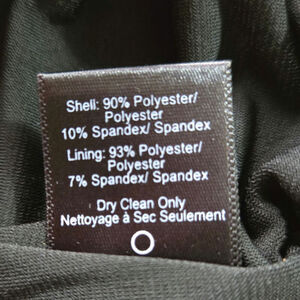 Shell: 90% Polyester/
Polyester
10% Spandex/ Spandex
Lining: 93% Polyester/
Polyester
7% Spandex/ Spandex
Dry Clean Only
Nettoyage à Sec Seulement